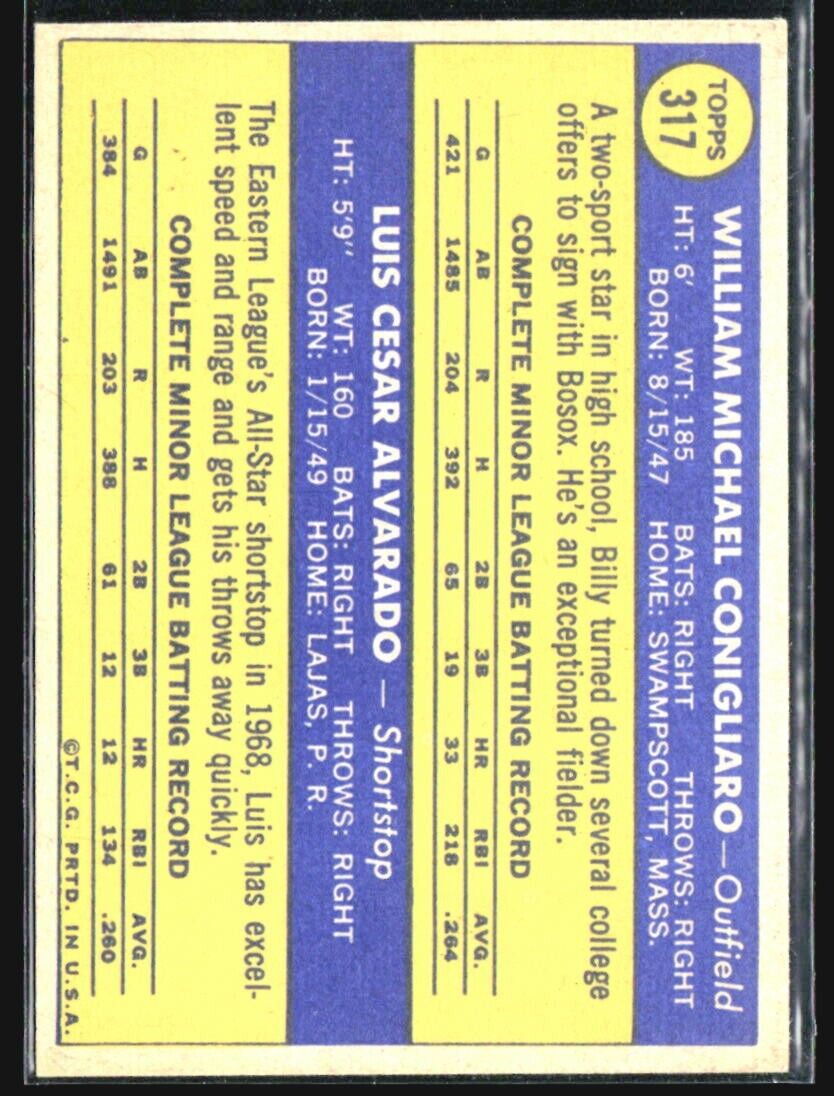 TOPPS
317
WILLIAM MICHAEL CONIGLIARO—Outfield
HT: 6' WT: 185 BATS: RIGHT THROWS: RIGHT
BORN: 8/15/47 HOME: SWAMPSCOTT, MASS.
A two-sport star in high school, Billy turned down several college
offers to sign with Bosox. He's an exceptional fielder.
COMPLETE MINOR LEAGUE BATTING RECORD
G AB R H 2B 3B HR RBI AVG.
421 1485 204 392 65 19 33 218 .264
LUIS CESAR ALVARADO — Shortstop
HT: 5'9'' WT: 160 BATS: RIGHT THROWS: RIGHT
BORN: 1/15/49 HOME: LAJAS, P. R.
The Eastern League's All-Star shortstop in 1968, Luis has excel-
lent speed and range and gets his throws away quickly.
COMPLETE MINOR LEAGUE BATTING RECORD
G AB R H 2B 3B HR RBI AVG.
384 1491 203 388 61 12 12 134 .260
©T.C.G. PRTD. IN U.S.A.